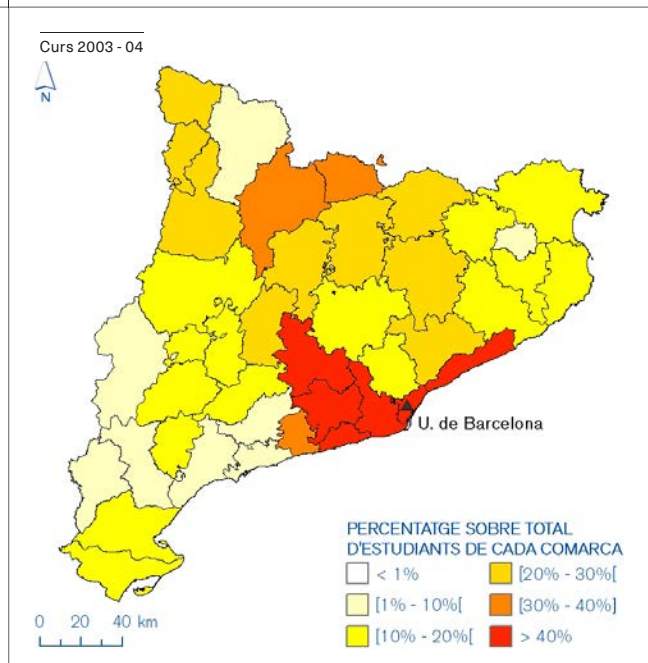 Curs 2003 - 04
N
U. de Barcelona
PERCENTATGE SOBRE TOTAL
D'ESTUDIANTS DE CADA COMARCA
< 1%
[1% - 10%[
[10% - 20%[
[20% - 30%[
[30% - 40%]
> 40%
0 20 40 km